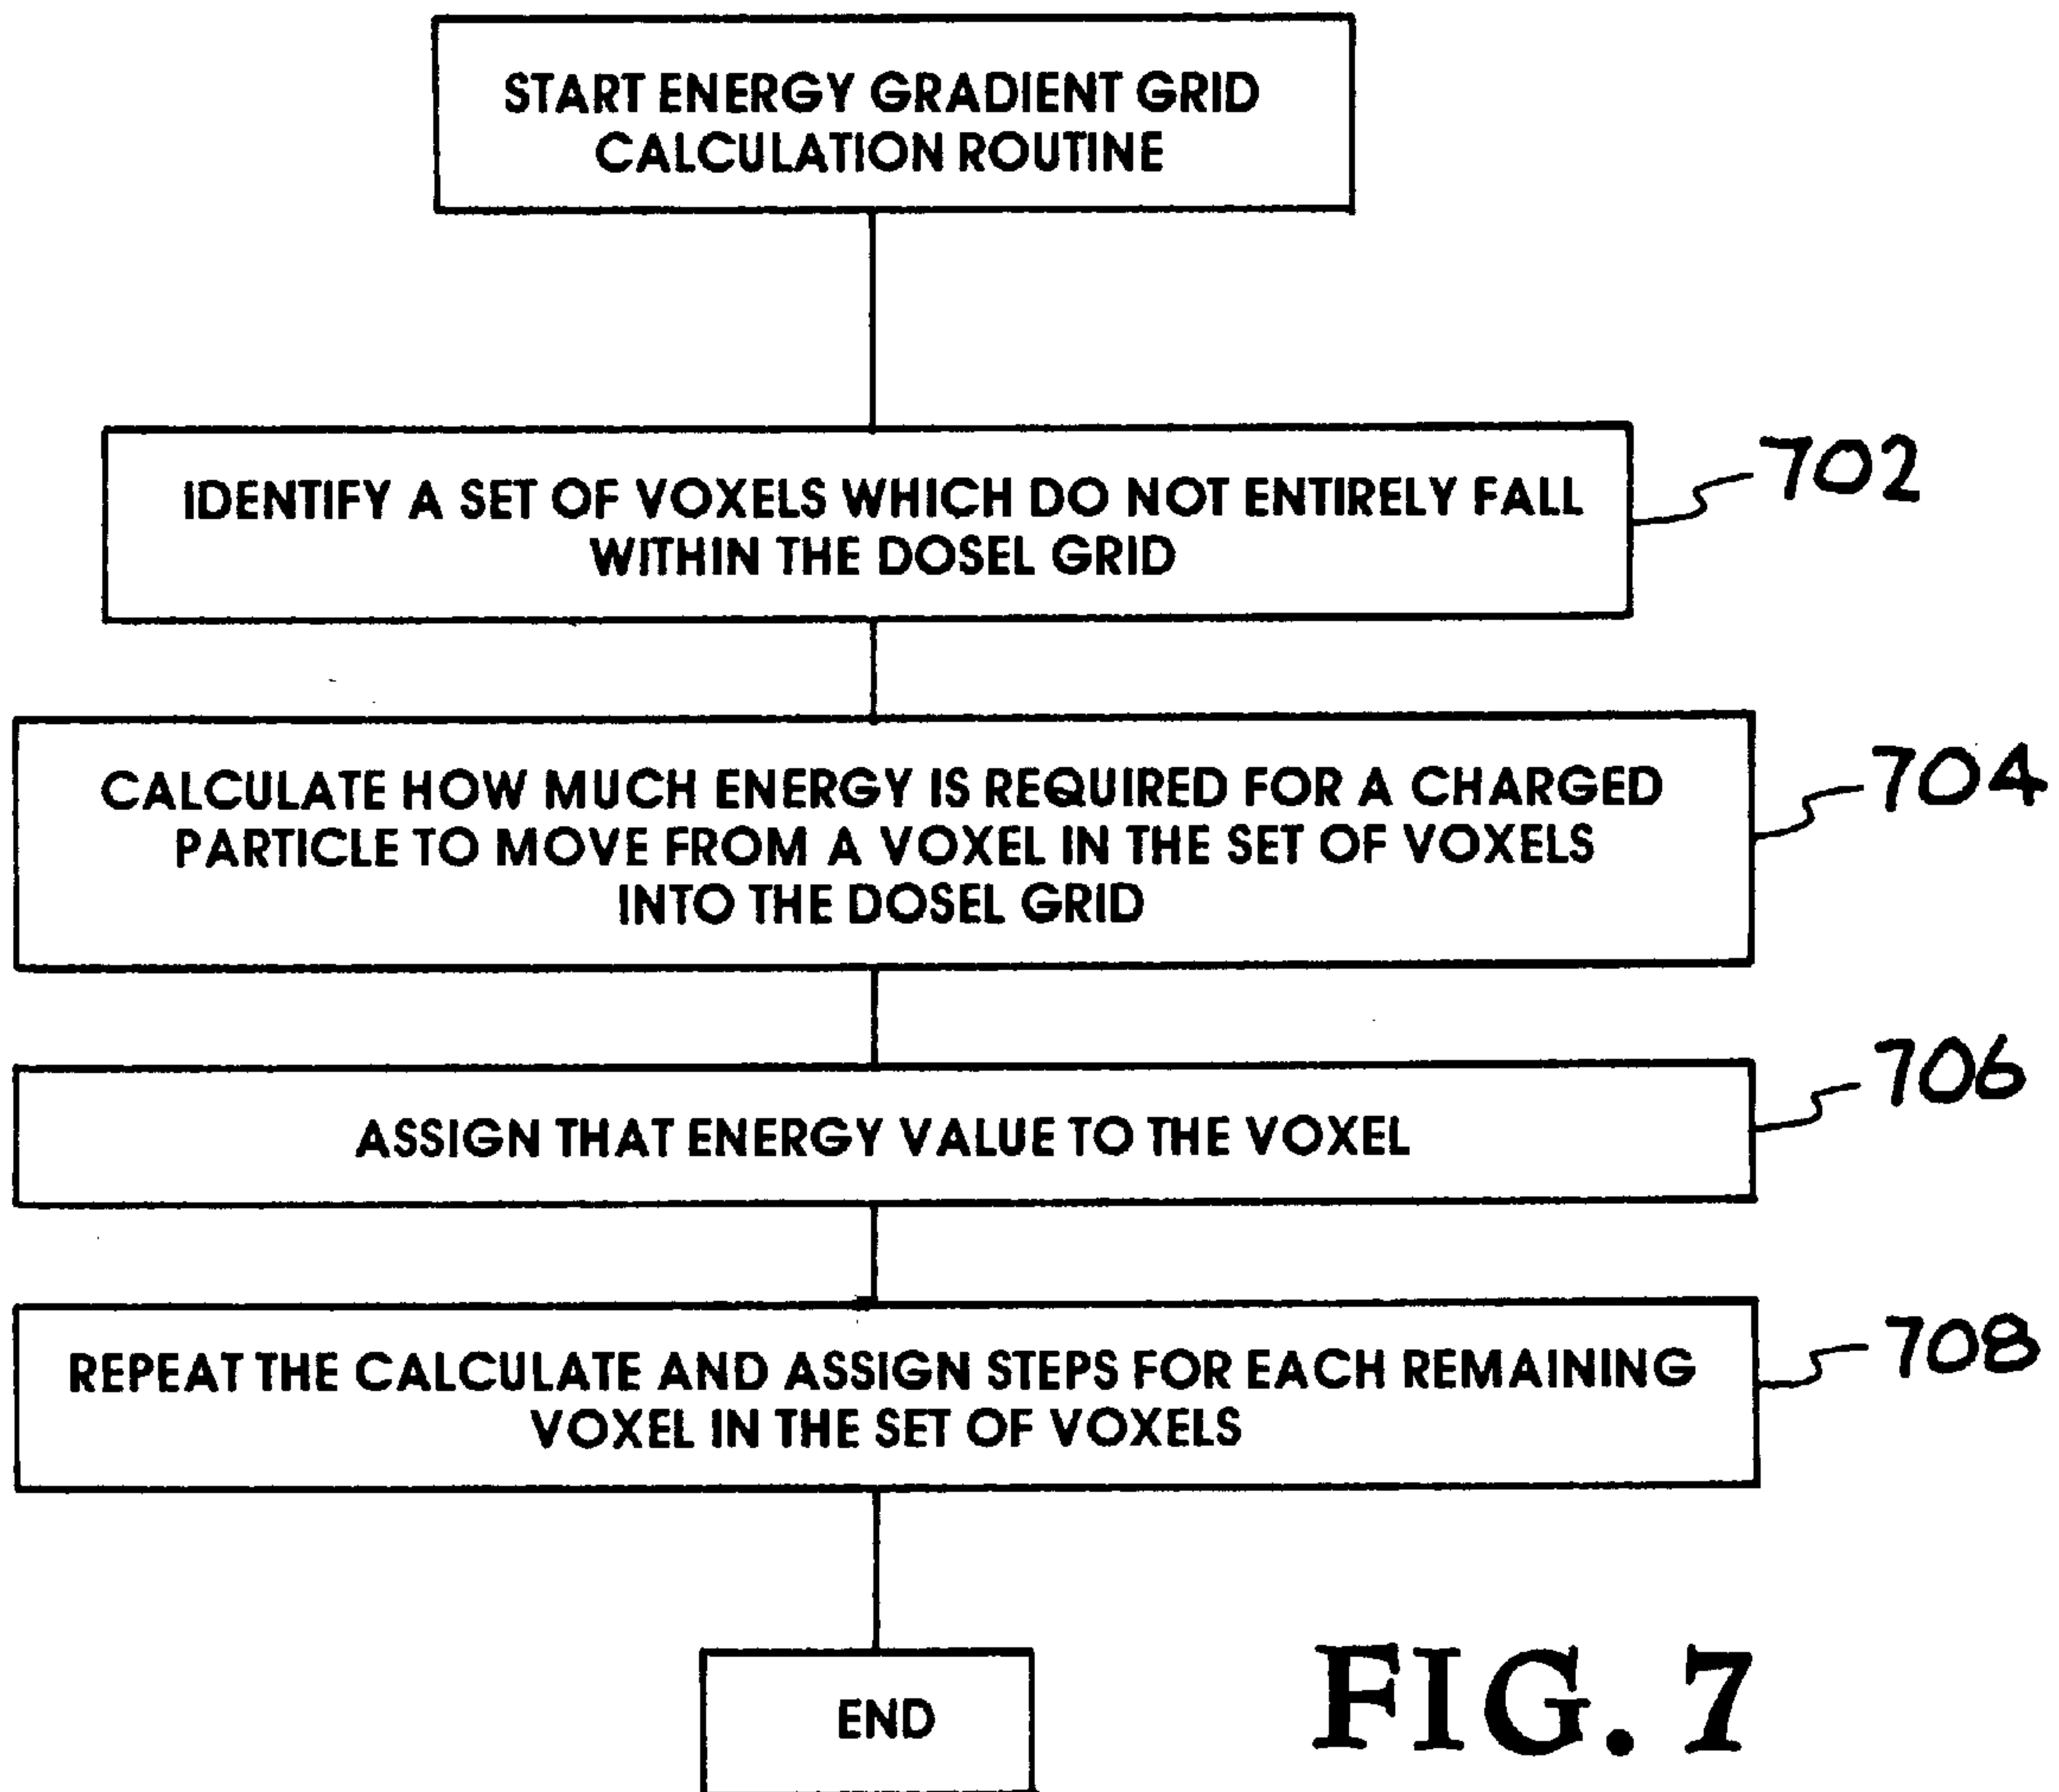 START ENERGY GRADIENT GRID
CALCULATION ROUTINE
IDENTIFY A SET OF VOXELS WHICH DO NOT ENTIRELY FALL
WITHIN THE DOSEL GRID
702
CALCULATE HOW MUCH ENERGY IS REQUIRED FOR A CHARGED
PARTICLE TO MOVE FROM A VOXEL IN THE SET OF VOXELS
INTO THE DOSEL GRID
704
ASSIGN THAT ENERGY VALUE TO THE VOXEL
706
REPEAT THE CALCULATE AND ASSIGN STEPS FOR EACH REMAINING
VOXEL IN THE SET OF VOXELS
708
END
FIG. 7